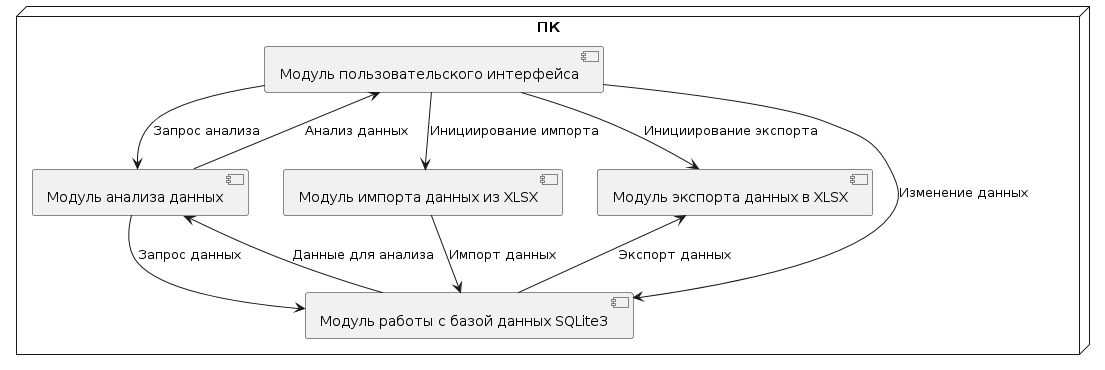 ПК
Модуль пользовательского интерфейса
Запрос анализа
Анализ данных
Инициирование импорта
Инициирование экспорта
Изменение данных
Модуль анализа данных
Модуль импорта данных из XLSX
Модуль экспорта данных в XLSX
Запрос данных
Данные для анализа
Импорт данных
Экспорт данных
Модуль работы с базой данных SQLite3